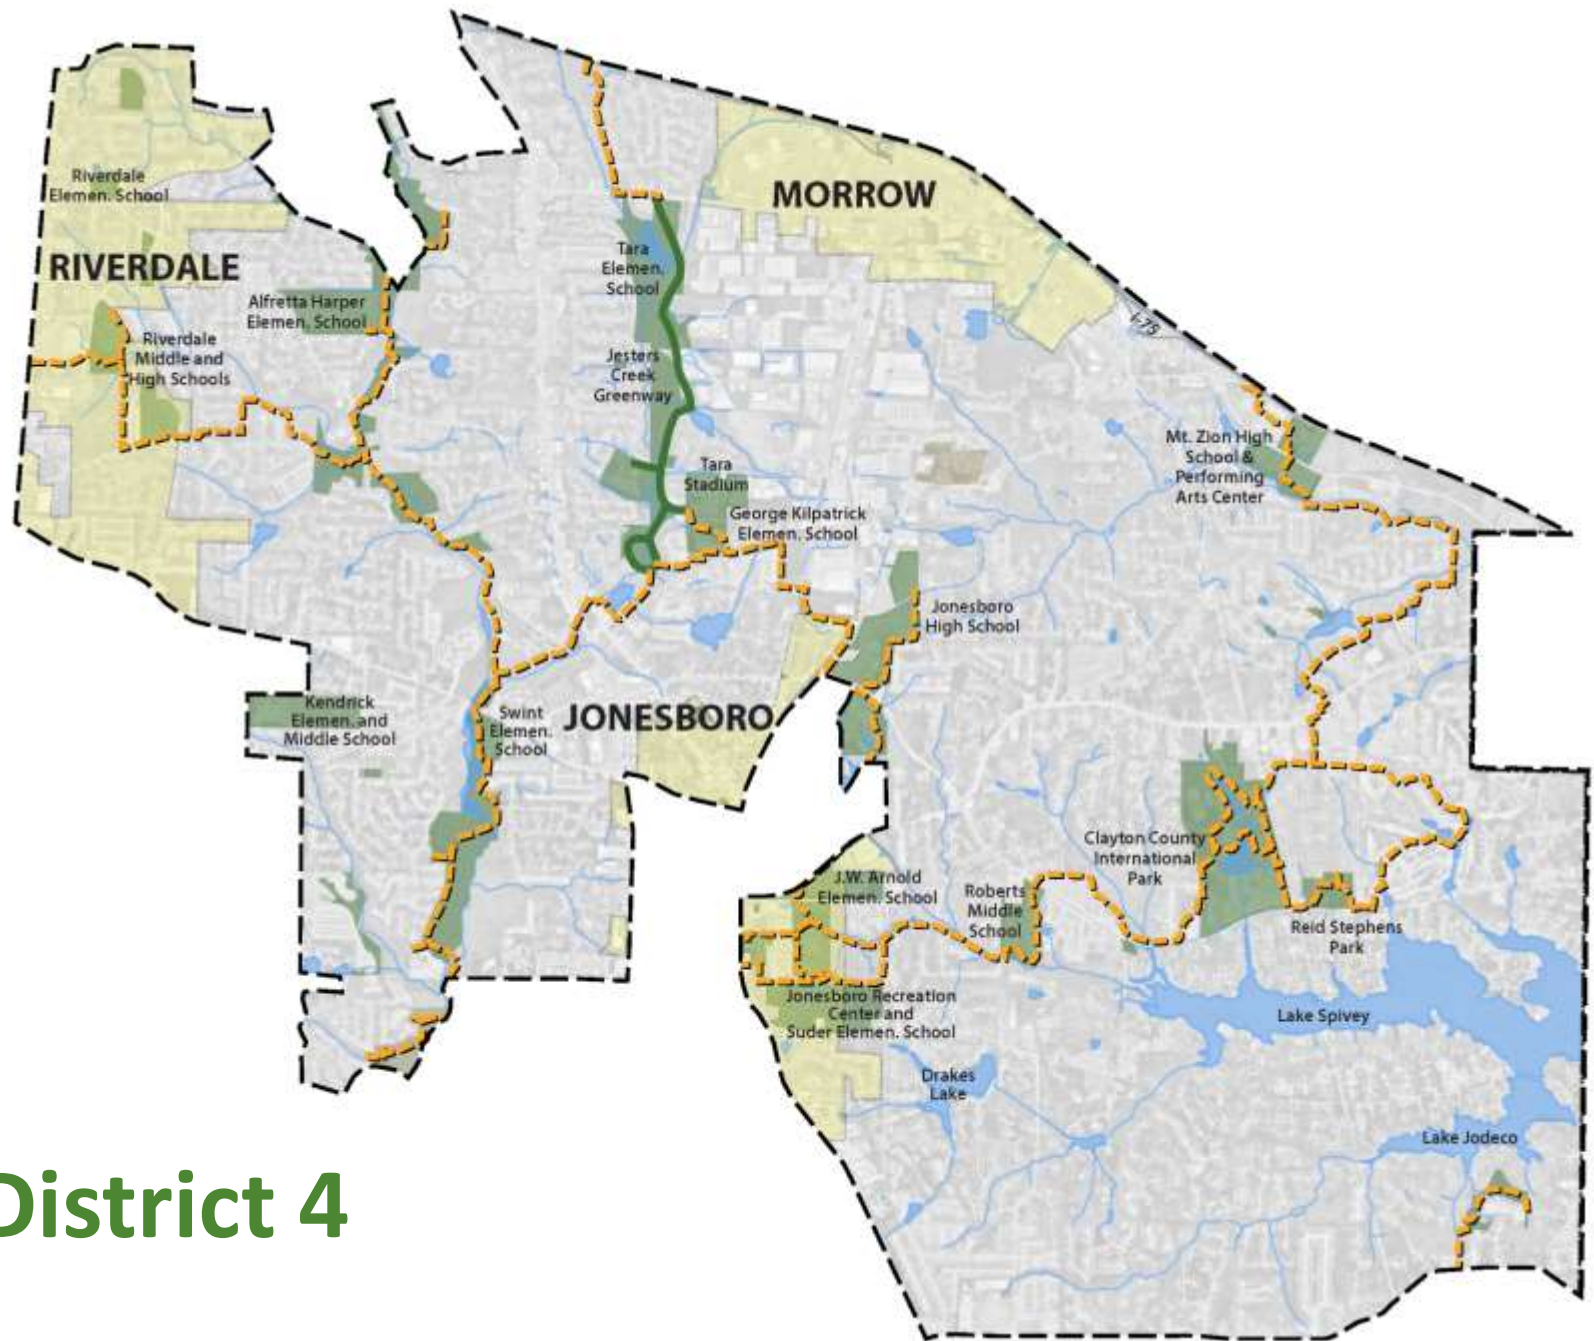 MORROW
Riverdale
Elemen. School
RIVERDALE
Tara
Elemen.
School
Alfretta Harper
Elemen. School
I-75
Riverdale
Middle and
High Schools
Jesters
Creek
Greenway
Mt. Zion High
School &
Performing
Arts Center
Tara
Stadium
George Kilpatrick
Elemen. School
Jonesboro
High School
Kendrick
Elemen. and
Middle School
Swint
Elemen.
School
JONESBORO
Clayton County
International
Park
J.W. Arnold
Elemen. School
Roberts
Middle
School
Reid Stephens
Park
Jonesboro Recreation
Center and
Suder Elemen. School
Lake Spivey
Drakes
Lake
Lake Jodeco
District 4